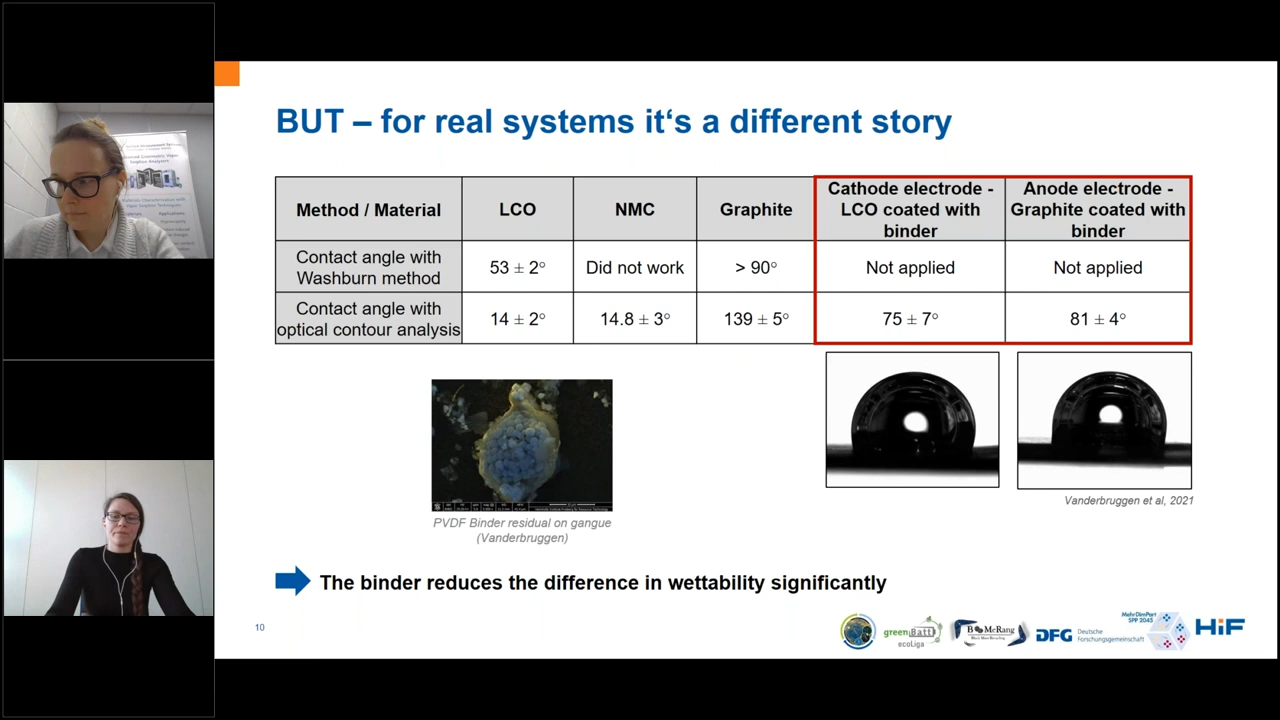 BUT – for real systems it‘s a different story
Method / Material
LCO
NMC
Graphite
Cathode electrode -
LCO coated with
binder
Anode electrode -
Graphite coated with
binder
Contact angle with
Washburn method
53 ± 2°
Did not work
> 90°
Not applied
Not applied
Contact angle with
optical contour analysis
14 ± 2°
14.8 ± 3°
139 ± 5°
75 ± 7°
81 ± 4°
PVDF Binder residual on gangue
(Vanderbruggen)
Vanderbruggen et al, 2021
The binder reduces the difference in wettability significantly
10
greenBatt
ecoLiga
DFG
Deutsche
Forschungsgemeinschaft
MehrDimPart
SPP 2045
HiF